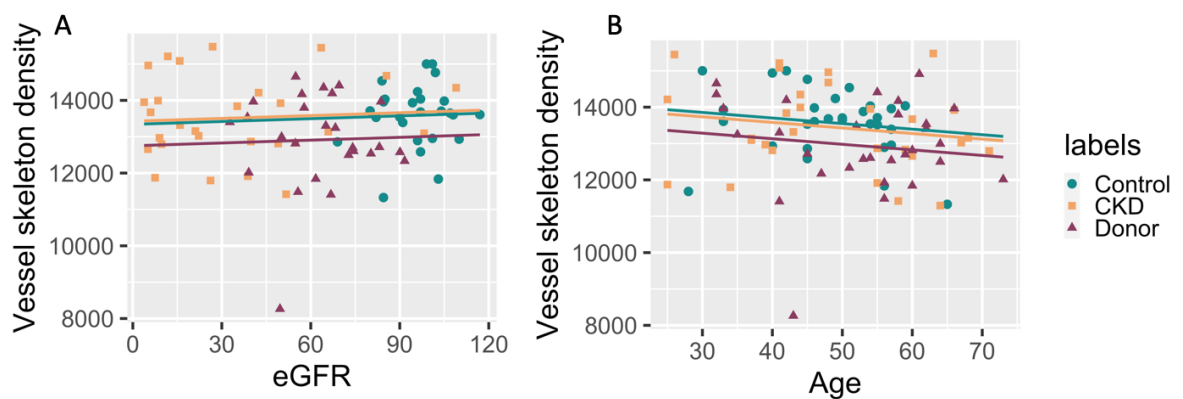 A
Vessel skeleton density
14000
12000
10000
8000
0 30 60 90 120
eGFR
B
Vessel skeleton density
14000
12000
10000
8000
30 40 50 60 70
Age
labels
Control
CKD
Donor